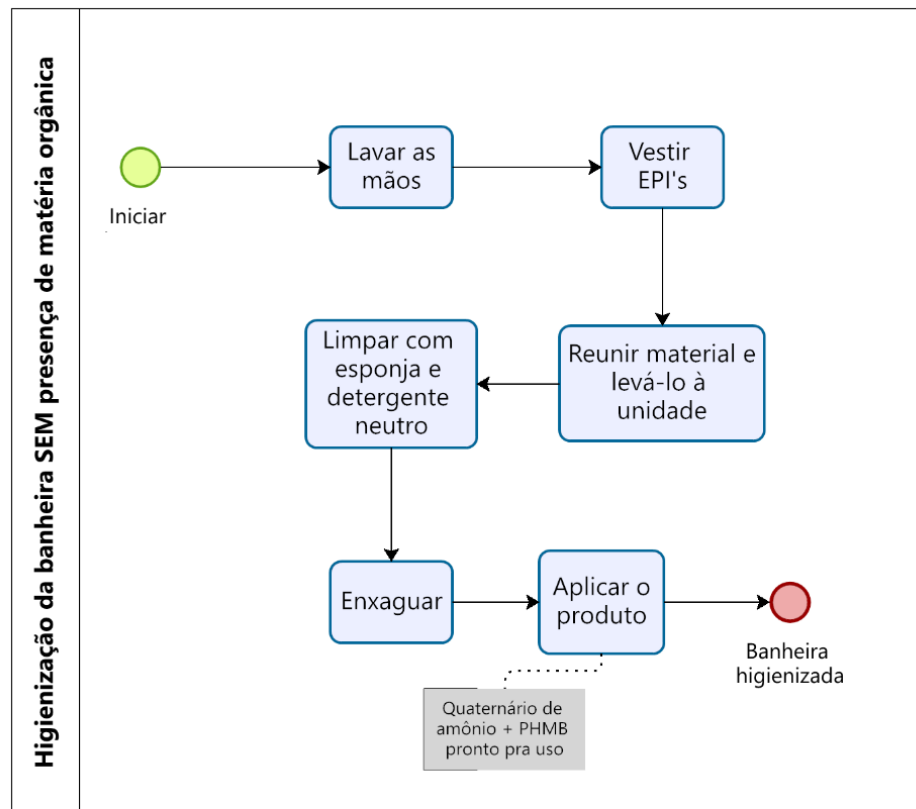 Higienização da banheira SEM presença de matéria orgânica
Iniciar
Lavar as
mãos
Vestir
EPI's
Reunir material e
levá-lo à
unidade
Limpar com
esponja e
detergente
neutro
Enxaguar
Aplicar o
produto
Quaternário de
amônio + PHMB
pronto pra uso
Banheira
higienizada